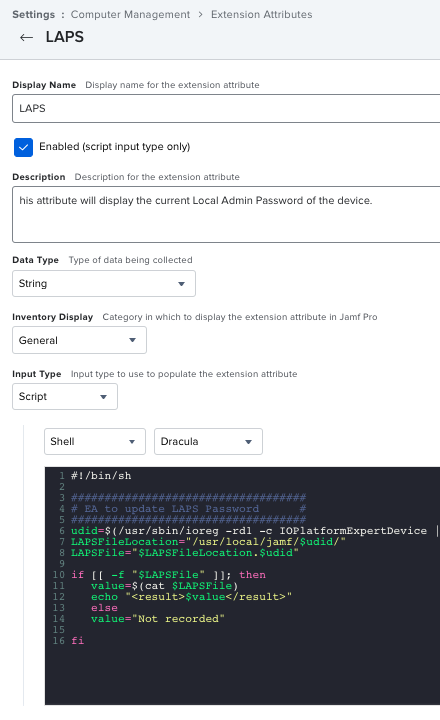 Settings : Computer Management > Extension Attributes
← LAPS
Display Name Display name for the extension attribute
LAPS
Enabled (script input type only)
Description Description for the extension attribute
his attribute will display the current Local Admin Password of the device.
Data Type Type of data being collected
String
Inventory Display Category in which to display the extension attribute in Jamf Pro
General
Input Type Input type to use to populate the extension attribute
Script
Shell Dracula
1 #!/bin/sh
2
3 ##################################
4 # EA to update LAPS Password      #
5 ##################################
6 udid=$(/usr/sbin/ioreg -rd1 -c IOPlatformExpertDevice |
7 LAPSFileLocation="/usr/local/jamf/$udid/"
8 LAPSFile="$LAPSFileLocation.$udid"
9
10 if [[ -f "$LAPSFile" ]]; then
11    value=$(cat $LAPSFile)
12    echo "<result>$value</result>"
13    else
14    value="Not recorded"
15
16 fi